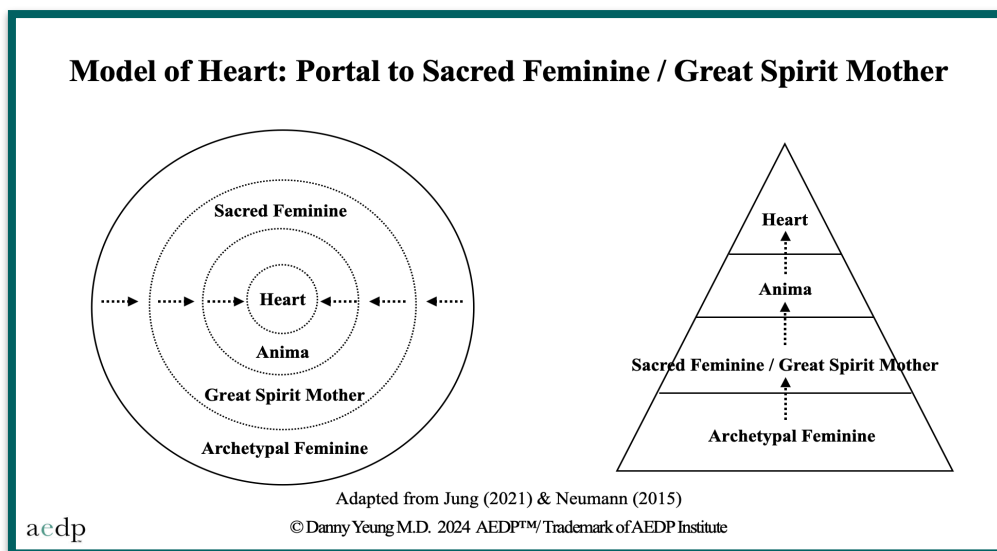 Model of Heart: Portal to Sacred Feminine / Great Spirit Mother
Sacred Feminine
Heart
Anima
Great Spirit Mother
Archetypal Feminine
Heart
Anima
Sacred Feminine / Great Spirit Mother
Archetypal Feminine
Adapted from Jung (2021) & Neumann (2015)
© Danny Yeung M.D. 2024 AEDP™/ Trademark of AEDP Institute
aedp